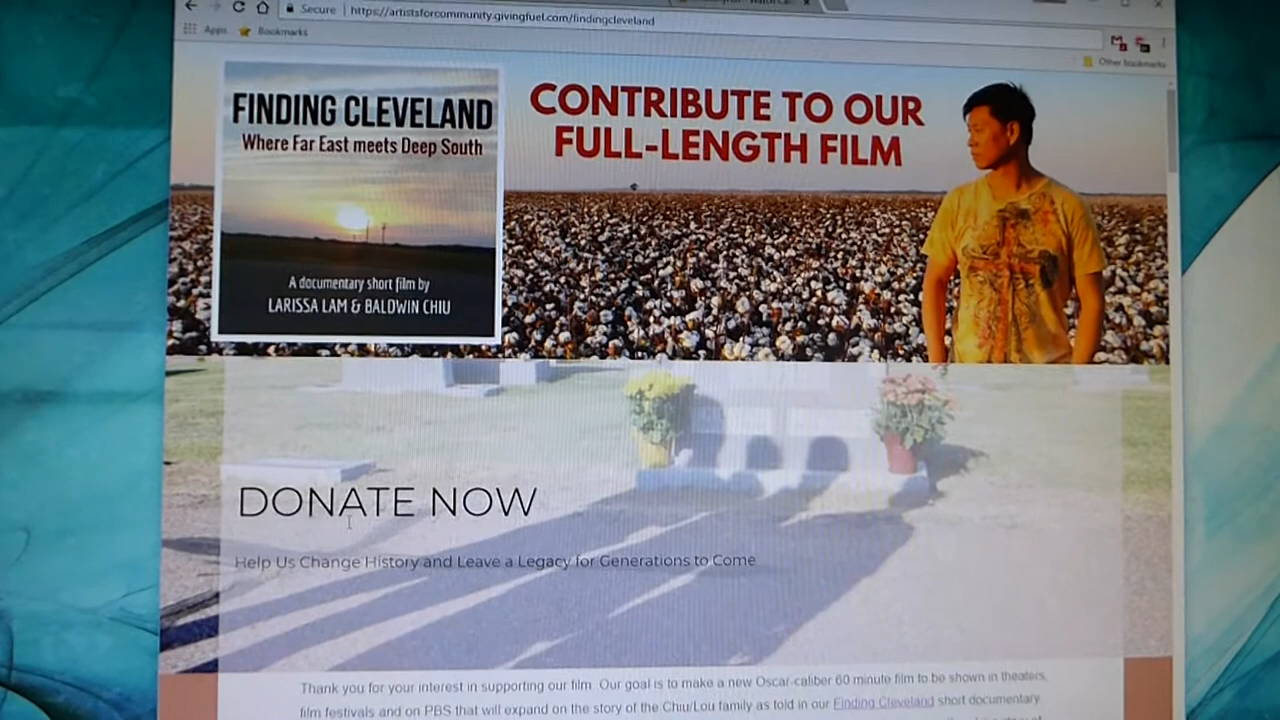 Secure | https://artistsforcommunity.givingfuel.com/findingcleveland
Apps Bookmarks
Other bookmarks
FINDING CLEVELAND
Where Far East meets Deep South
A documentary short film by
LARISSA LAM & BALDWIN CHIU
CONTRIBUTE TO OUR
FULL-LENGTH FILM
DONATE NOW
Help Us Change History and Leave a Legacy for Generations to Come
Thank you for your interest in supporting our film. Our goal is to make a new Oscar-caliber 60 minute film to be shown in theaters,
film festivals and on PBS that will expand on the story of the Chiu/Lou family as told in our Finding Cleveland short documentary.